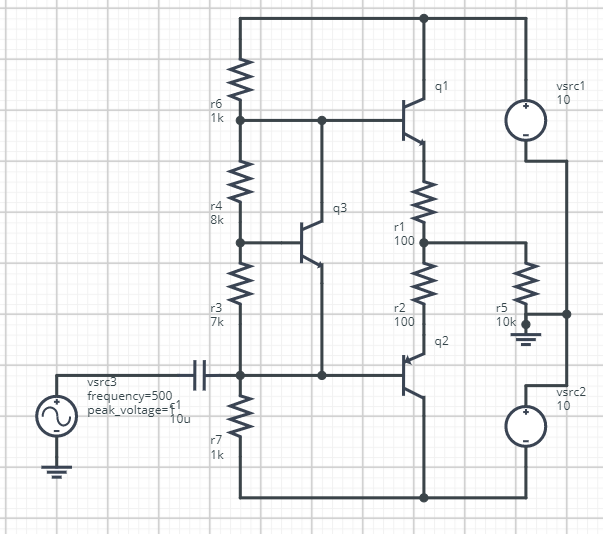 q1
vsrc1
10
r6
1k
r4
8k
q3
r1
100
r3
7k
r2
100
r5
10k
q2
vsrc3
frequency=500
peak_voltage=1
c1
10u
vsrc2
10
r7
1k